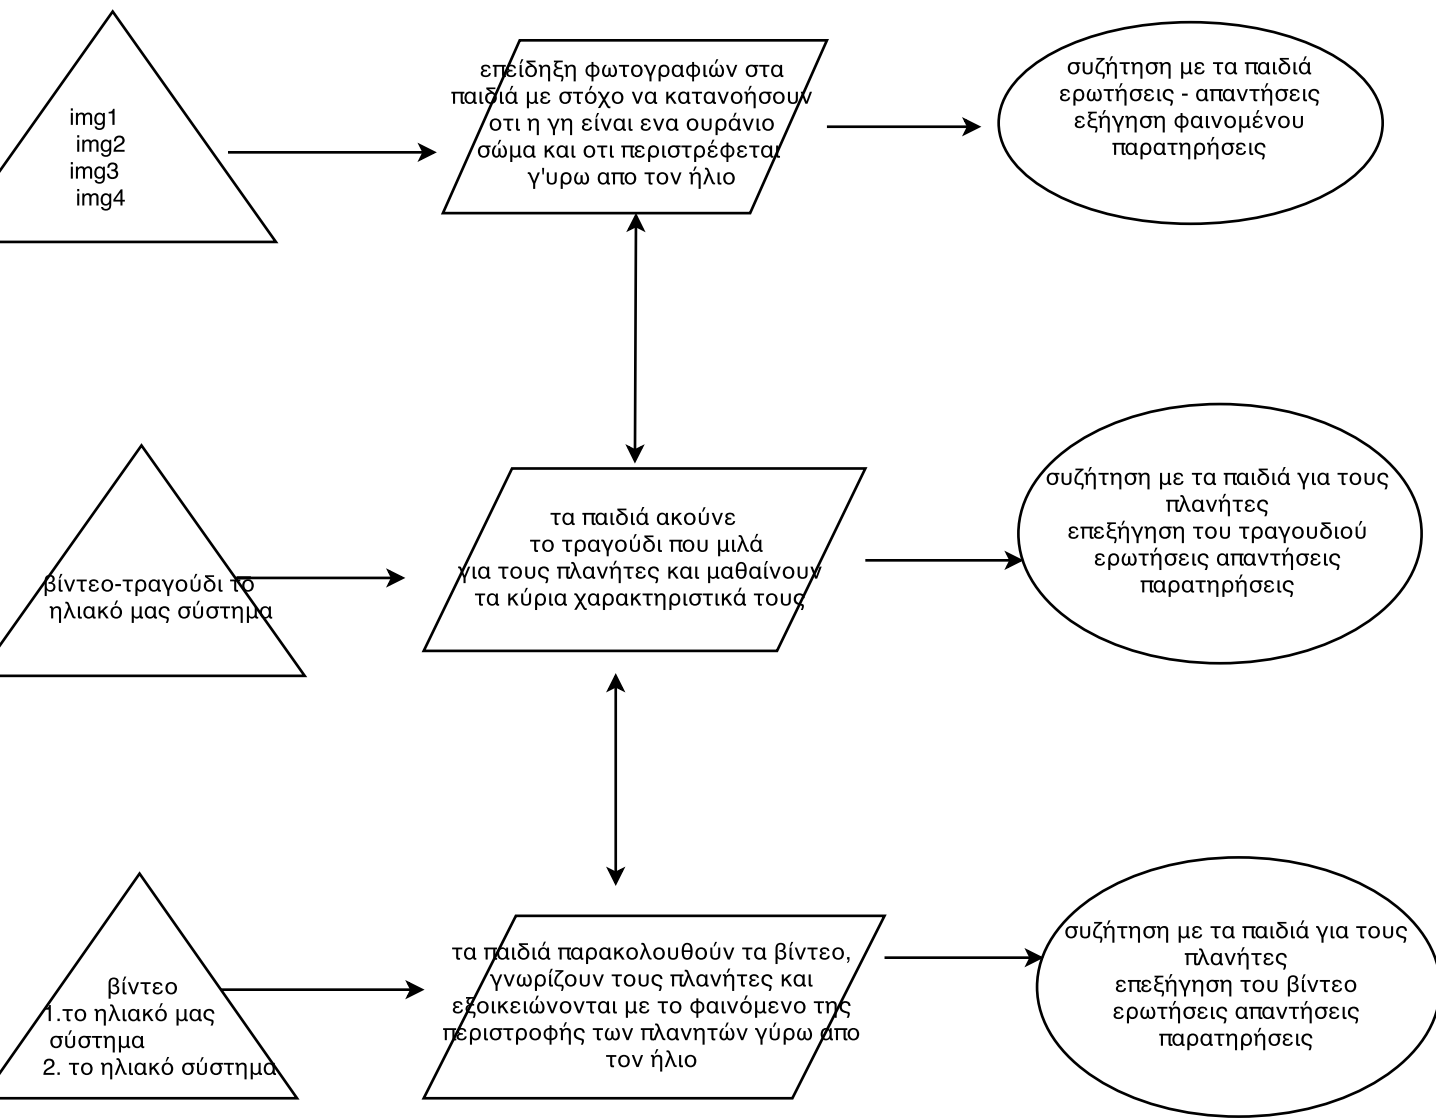 img1
img2
img3
img4
επείδηξη φωτογραφιών στα
παιδιά με στόχο να κατανοήσουν
οτι η γη είναι ενα ουράνιο
σώμα και οτι περιστρέφεται
γ'υρω απο τον ήλιο
συζήτηση με τα παιδιά
ερωτήσεις - απαντήσεις
εξήγηση φαινομένου
παρατηρήσεις
βίντεο-τραγούδι το
ηλιακό μας σύστημα
τα παιδιά ακούνε
το τραγούδι που μιλά
για τους πλανήτες και μαθαίνουν
τα κύρια χαρακτηριστικά τους
συζήτηση με τα παιδιά για τους
πλανήτες
επεξήγηση του τραγουδιού
ερωτήσεις απαντήσεις
παρατηρήσεις
βίντεο
1.το ηλιακό μας
σύστημα
2. το ηλιακό σύστημα
τα παιδιά παρακολουθούν τα βίντεο,
γνωρίζουν τους πλανήτες και
εξοικειώνονται με το φαινόμενο της
περιστροφής των πλανητών γύρω απο
τον ήλιο
συζήτηση με τα παιδιά για τους
πλανήτες
επεξήγηση του βίντεο
ερωτήσεις απαντήσεις
παρατηρήσεις